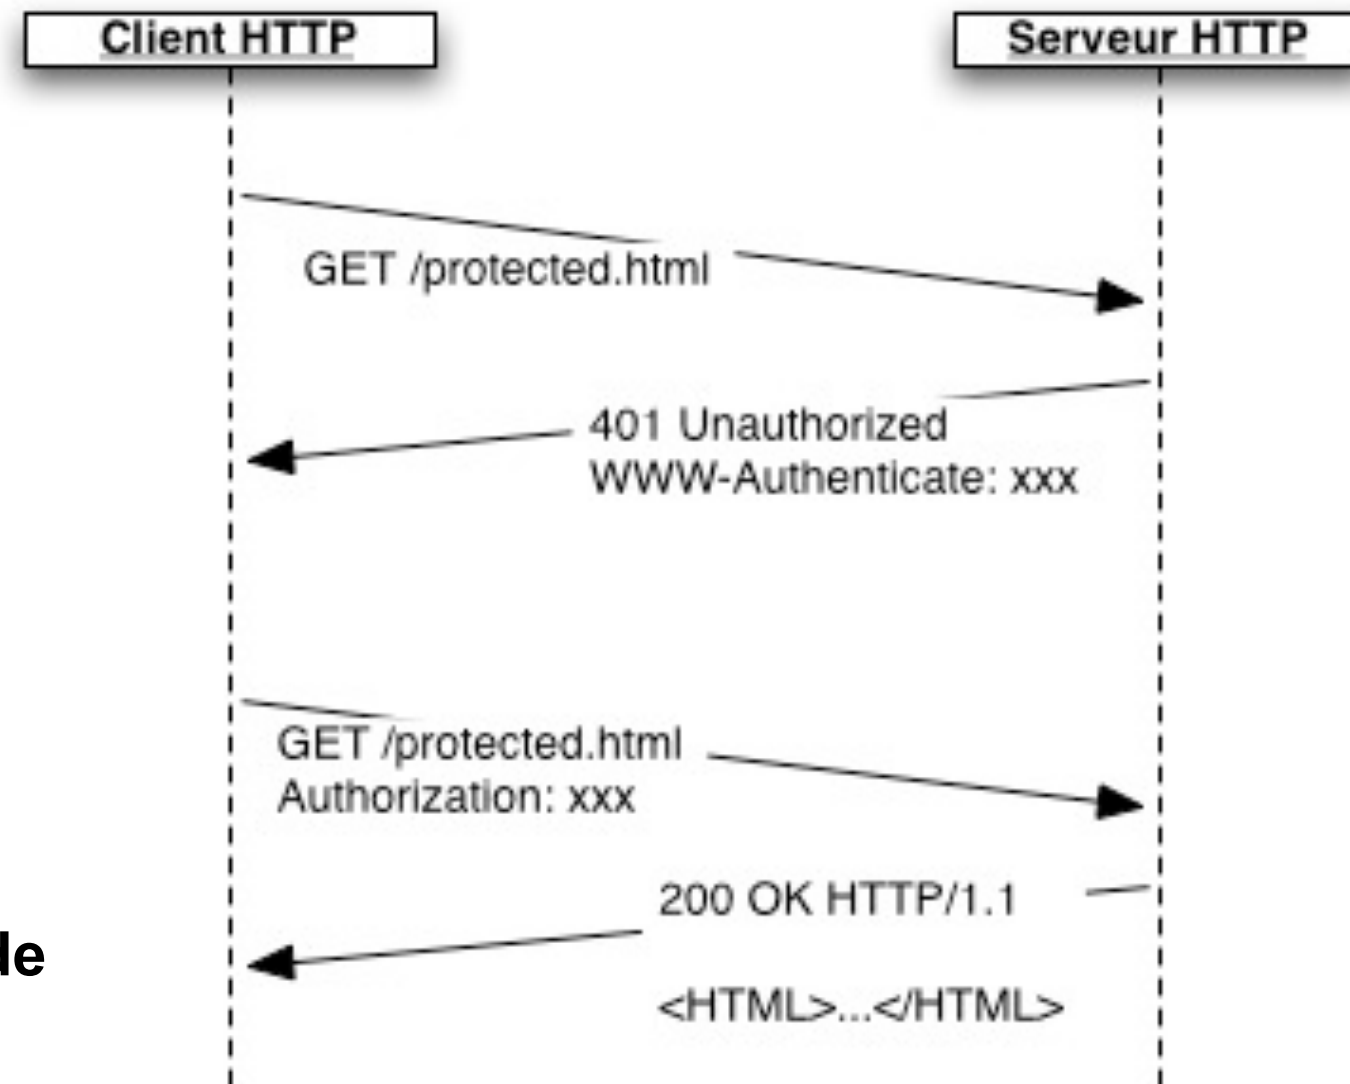 Client HTTP
Serveur HTTP
GET /protected.html
401 Unauthorized
WWW-Authenticate: xxx
GET /protected.html
Authorization: xxx
200 OK HTTP/1.1
de
<HTML>...</HTML>